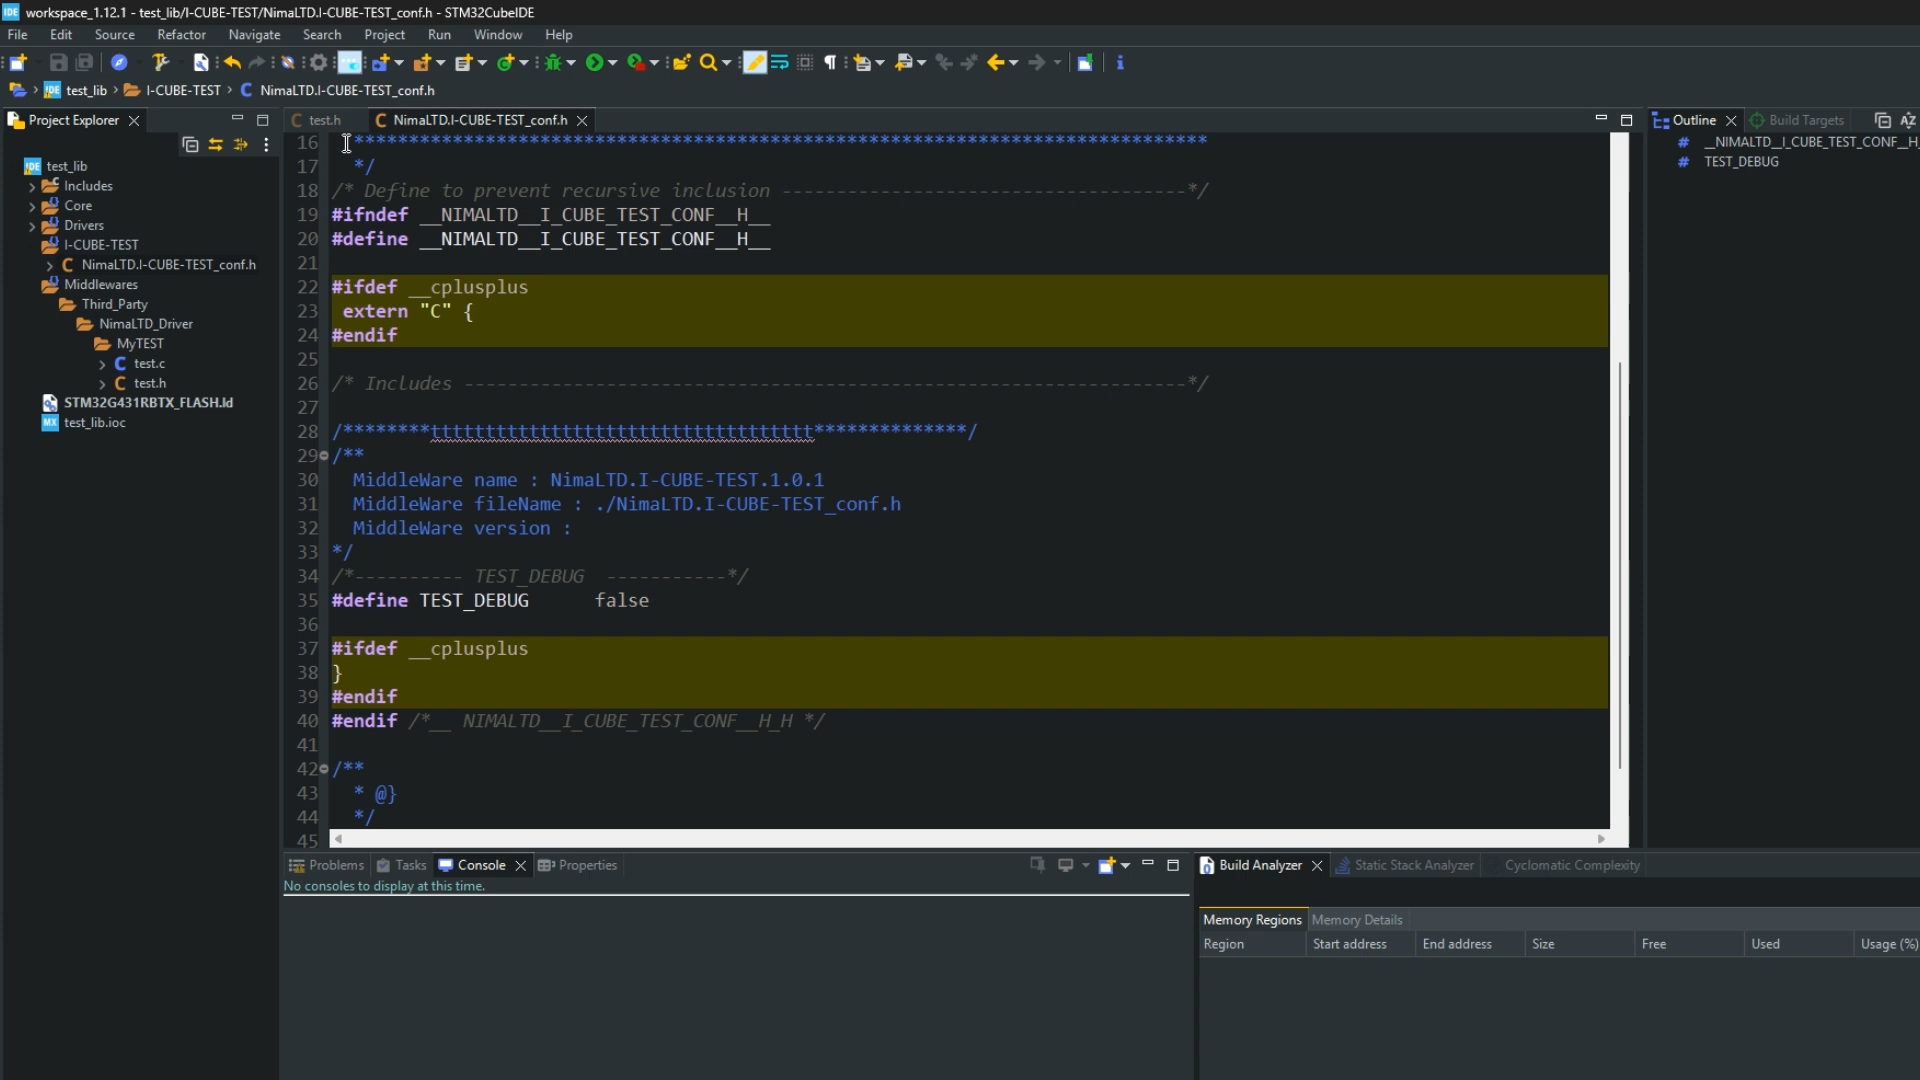 workspace_1.12.1 - test_lib/I-CUBE-TEST/NimaLTD.I-CUBE-TEST_conf.h - STM32CubeIDE
File Edit Source Refactor Navigate Search Project Run Window Help
test_lib I-CUBE-TEST NimaLTD.I-CUBE-TEST_conf.h
Project Explorer
test_lib
Includes
Core
Drivers
I-CUBE-TEST
NimaLTD.I-CUBE-TEST_conf.h
Middlewares
Third_Party
NimaLTD_Driver
MyTEST
test.c
test.h
STM32G431RBTX_FLASH.ld
test_lib.ioc
test.h NimaLTD.I-CUBE-TEST_conf.h
16 ******************************************************************************
17 */
18 /* Define to prevent recursive inclusion -------------------------------------*/
19 #ifndef __NIMALTD__I_CUBE_TEST_CONF__H__
20 #define __NIMALTD__I_CUBE_TEST_CONF__H__
21
22 #ifdef __cplusplus
23 extern "C" {
24 #endif
25
26 /* Includes ------------------------------------------------------------------*/
27
28 /********ttttttttttttttttttttttttttttttttttt**************/
29 /**
30 MiddleWare name : NimaLTD.I-CUBE-TEST.1.0.1
31 MiddleWare fileName : ./NimaLTD.I-CUBE-TEST_conf.h
32 MiddleWare version :
33 */
34 /*---------- TEST_DEBUG -----------*/
35 #define TEST_DEBUG false
36
37 #ifdef __cplusplus
38 }
39 #endif
40 #endif /*__ NIMALTD__I_CUBE_TEST_CONF__H_H */
41
42 /**
43 * @}
44 */
45
Outline Build Targets
__NIMALTD__I_CUBE_TEST_CONF__H_
TEST_DEBUG
Problems Tasks Console Properties
No consoles to display at this time.
Build Analyzer Static Stack Analyzer Cyclomatic Complexity
Memory Regions Memory Details
Region Start address End address Size Free Used Usage (%)